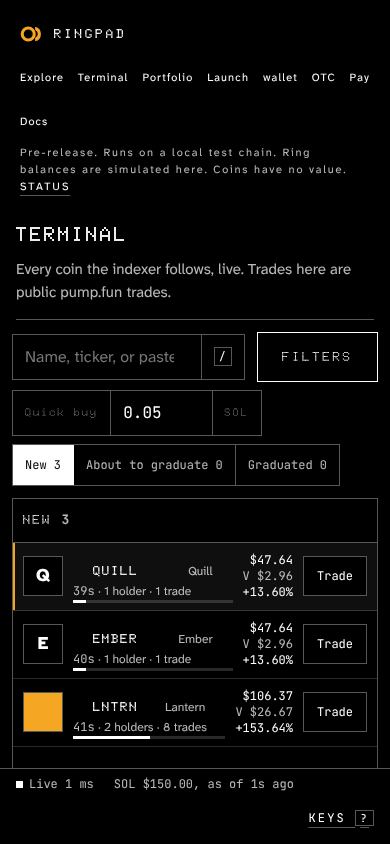 RINGPAD
Explore Terminal Portfolio Launch wallet OTC Pay
Docs
Pre-release. Runs on a local test chain. Ring
balances are simulated here. Coins have no value.
STATUS
TERMINAL
Every coin the indexer follows, live. Trades here are
public pump.fun trades.
Name, ticker, or paste / FILTERS
Quick buy 0.05 SOL
New 3 About to graduate 0 Graduated 0
NEW 3
Q QUILL Quill $47.64 Trade
V $2.96
39s · 1 holder · 1 trade +13.60%
E EMBER Ember $47.64 Trade
V $2.96
40s · 1 holder · 1 trade +13.60%
LNTRN Lantern $106.37 Trade
V $26.67
41s · 2 holders · 8 trades +153.64%
Live 1 ms SOL $150.00, as of 1s ago
KEYS ?